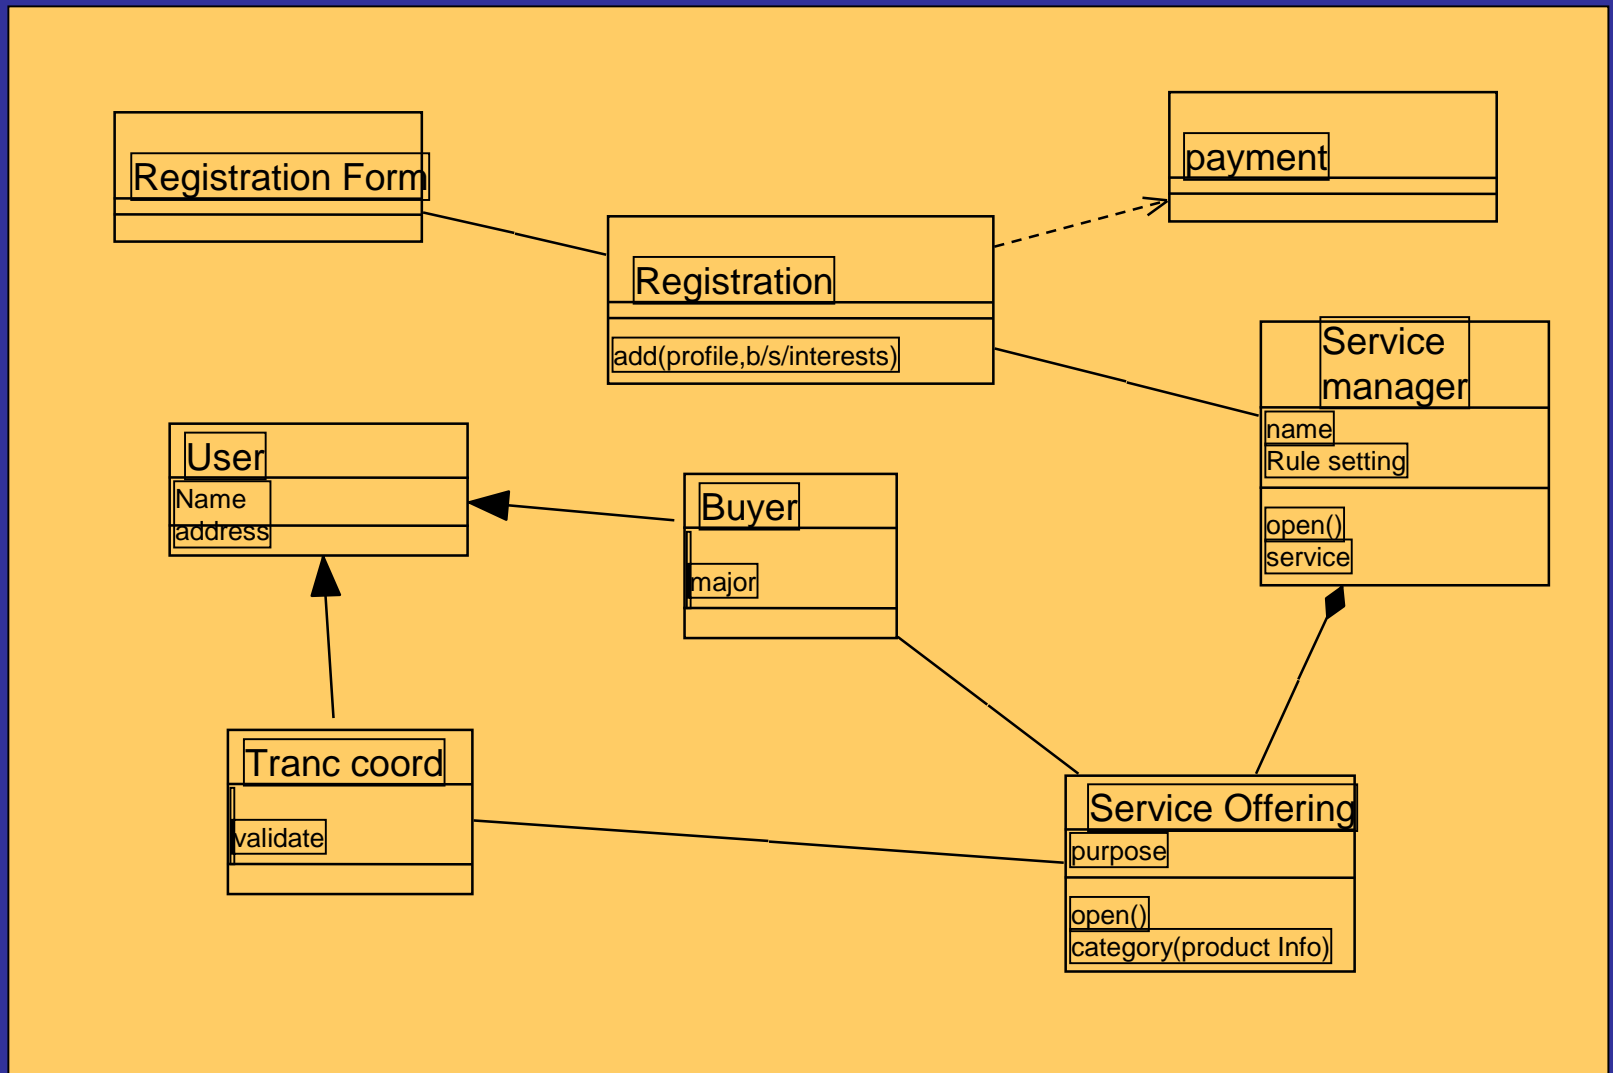 Registration Form
payment
Registration
add(profile,b/s/interests)
Service
manager
name
Rule setting
open()
service
User
Name
address
Buyer
major
Tranc coord
validate
Service Offering
purpose
open()
category(product Info)